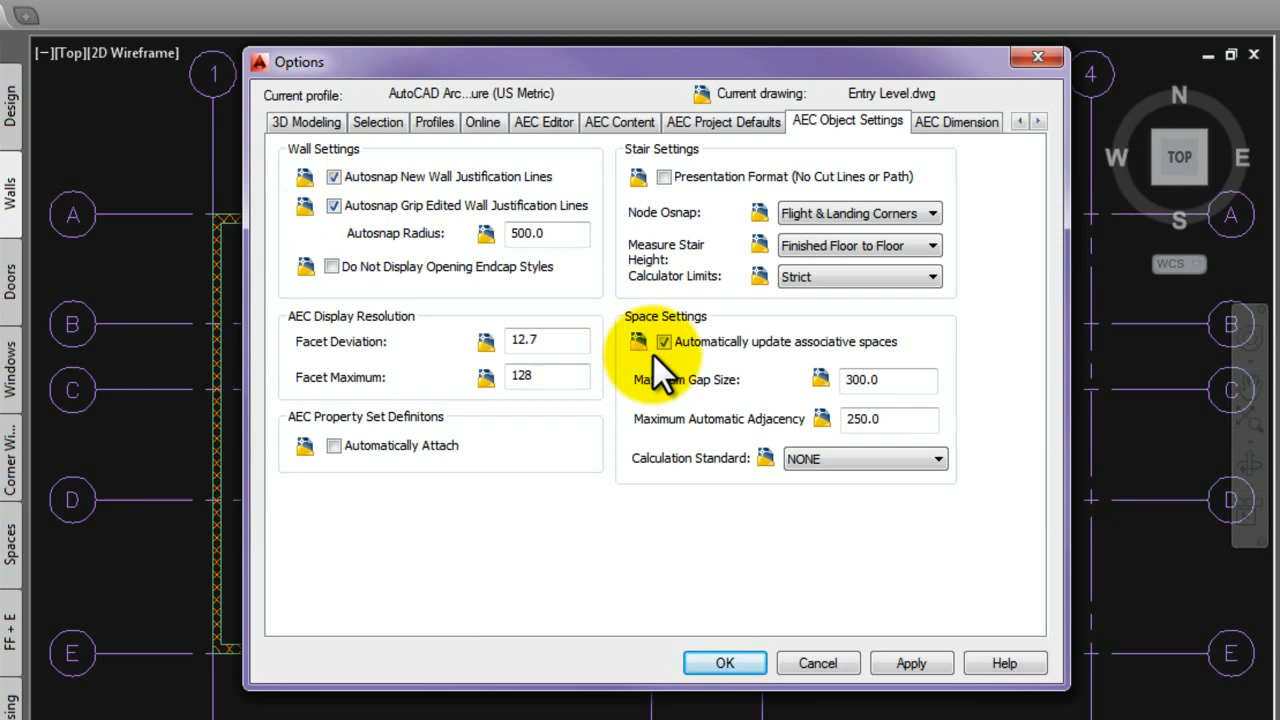 [−][Top][2D Wireframe]
Options
Current profile: AutoCAD Arc...ure (US Metric) Current drawing: Entry Level.dwg
3D Modeling Selection Profiles Online AEC Editor AEC Content AEC Project Defaults AEC Object Settings AEC Dimension
Wall Settings
Autosnap New Wall Justification Lines
Autosnap Grip Edited Wall Justification Lines
Autosnap Radius: 500.0
Do Not Display Opening Endcap Styles
AEC Display Resolution
Facet Deviation: 12.7
Facet Maximum: 128
AEC Property Set Definitons
Automatically Attach
Stair Settings
Presentation Format (No Cut Lines or Path)
Node Osnap: Flight & Landing Corners
Measure Stair
Height: Finished Floor to Floor
Calculator Limits: Strict
Space Settings
Automatically update associative spaces
Gap Size: 300.0
Maximum Automatic Adjacency 250.0
Calculation Standard: NONE
OK Cancel Apply Help
Design
Walls
Doors
Windows
Corner Wi...
Spaces
FF + E
1
4
A
B
C
D
E
A
B
C
D
E
N
W TOP E
S
WCS